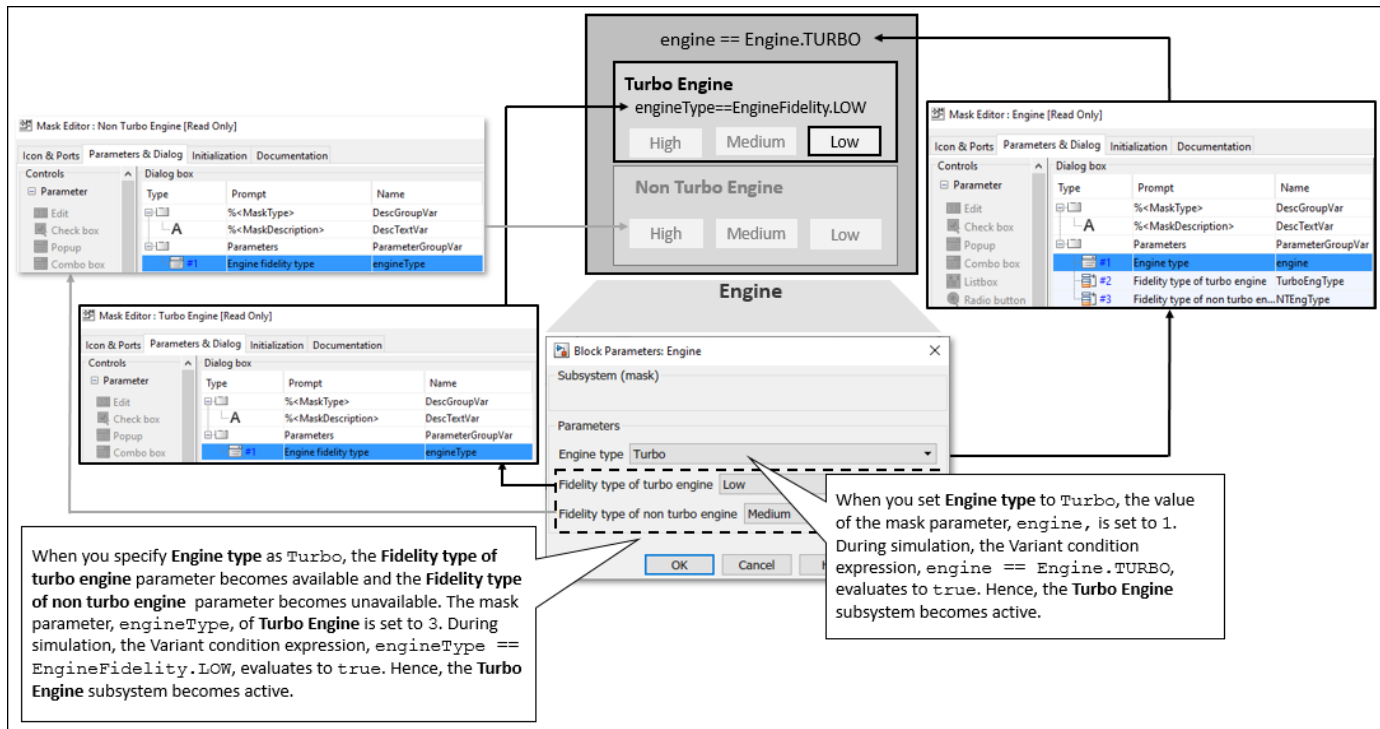 engine == Engine.TURBO
Turbo Engine
engineType==EngineFidelity.LOW
High Medium Low
Non Turbo Engine
High Medium Low
Engine
Mask Editor : Non Turbo Engine [Read Only]
Icon & Ports Parameters & Dialog Initialization Documentation
Controls Dialog box
Parameter Type Prompt Name
Edit %<MaskType> DescGroupVar
Check box A %<MaskDescription> DescTextVar
Popup Parameters ParameterGroupVar
Combo box #1 Engine fidelity type engineType
Mask Editor : Engine [Read Only]
Icon & Ports Parameters & Dialog Initialization Documentation
Controls Dialog box
Parameter Type Prompt Name
Edit %<MaskType> DescGroupVar
Check box A %<MaskDescription> DescTextVar
Popup Parameters ParameterGroupVar
Combo box #1 Engine type engine
Listbox #2 Fidelity type of turbo engine TurboEngType
Radio button #3 Fidelity type of non turbo en... NTEngType
Mask Editor : Turbo Engine [Read Only]
Icon & Ports Parameters & Dialog Initialization Documentation
Controls Dialog box
Parameter Type Prompt Name
Edit %<MaskType> DescGroupVar
Check box A %<MaskDescription> DescTextVar
Popup Parameters ParameterGroupVar
Combo box #1 Engine fidelity type engineType
Block Parameters: Engine
Subsystem (mask)
Parameters
Engine type Turbo
Fidelity type of turbo engine Low
Fidelity type of non turbo engine Medium
OK Cancel
When you specify Engine type as Turbo, the Fidelity type of
turbo engine parameter becomes available and the Fidelity type
of non turbo engine parameter becomes unavailable. The mask
parameter, engineType, of Turbo Engine is set to 3. During
simulation, the Variant condition expression, engineType ==
EngineFidelity.LOW, evaluates to true. Hence, the Turbo
Engine subsystem becomes active.
When you set Engine type to Turbo, the value
of the mask parameter, engine, is set to 1.
During simulation, the Variant condition
expression, engine == Engine.TURBO,
evaluates to true. Hence, the Turbo Engine
subsystem becomes active.